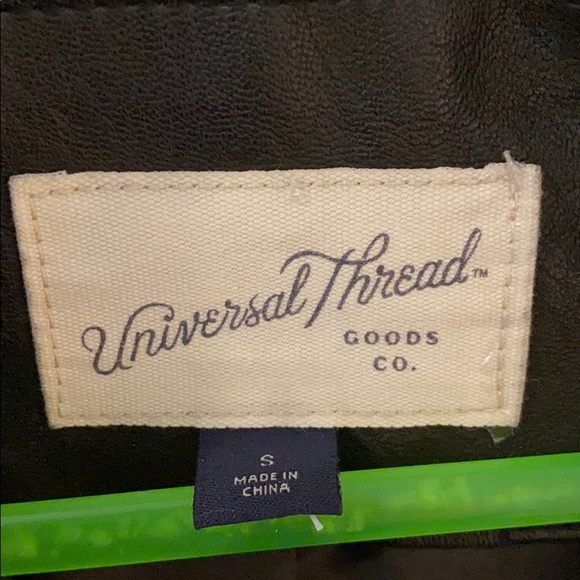 Universal Thread™
GOODS
CO.
S
MADE IN
CHINA